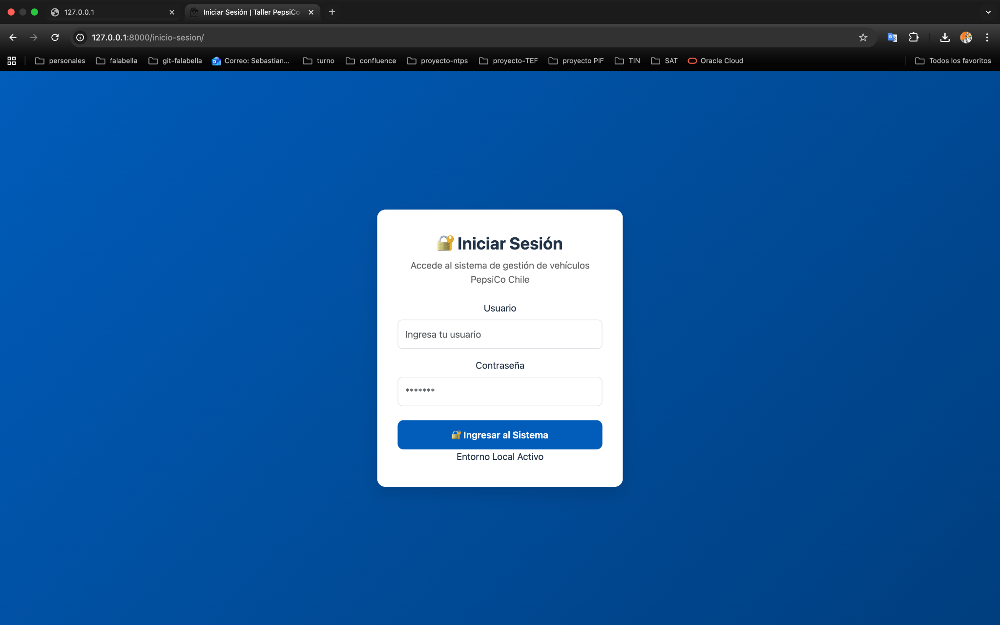 127.0.0.1
Iniciar Sesión | Taller PepsiCo
127.0.0.1:8000/inicio-sesion/
personales
falabella
git-falabella
Correo: Sebastian...
turno
confluence
proyecto-ntps
proyecto-TEF
proyecto PIF
TIN
SAT
Oracle Cloud
Todos los favoritos
Iniciar Sesión
Accede al sistema de gestión de vehículos
PepsiCo Chile
Usuario
Ingresa tu usuario
Contraseña
*******
Ingresar al Sistema
Entorno Local Activo